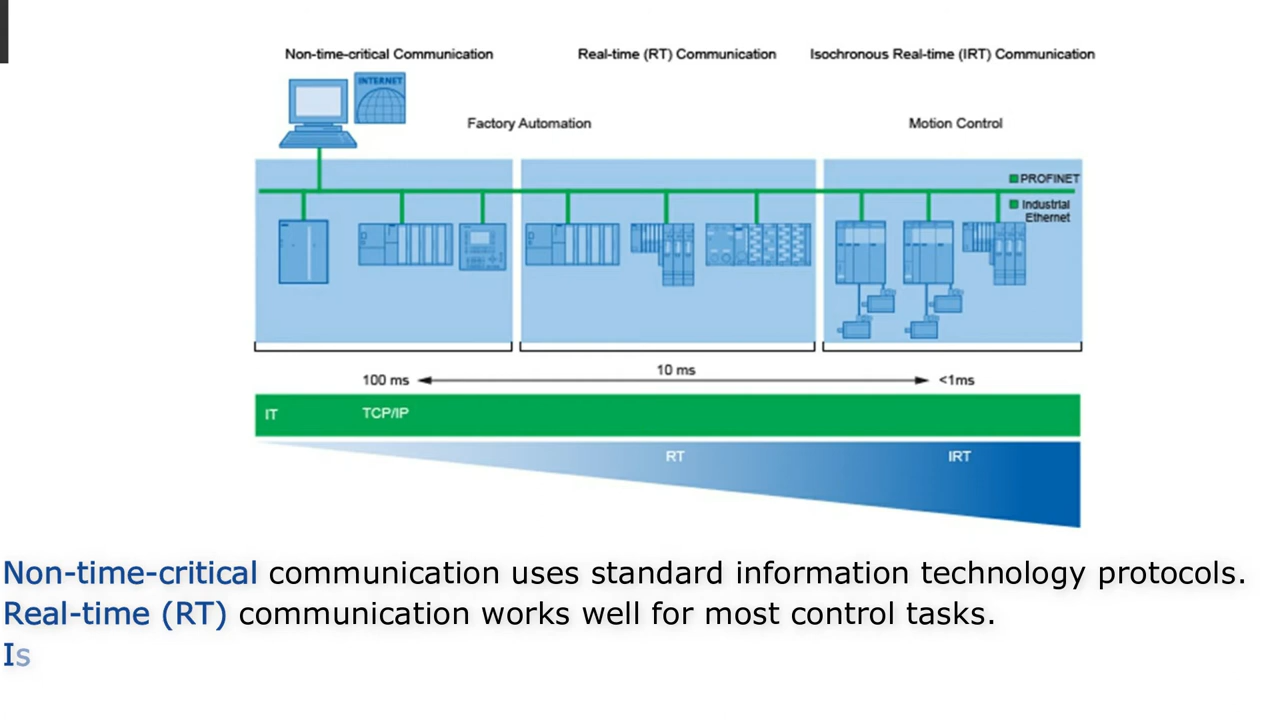 Non-time-critical Communication
Real-time (RT) Communication
Isochronous Real-time (IRT) Communication
INTERNET
Factory Automation
Motion Control
PROFINET
Industrial
Ethernet
100 ms
10 ms
<1ms
IT
TCP/IP
RT
IRT
Non-time-critical communication uses standard information technology protocols.
Real-time (RT) communication works well for most control tasks.
Is